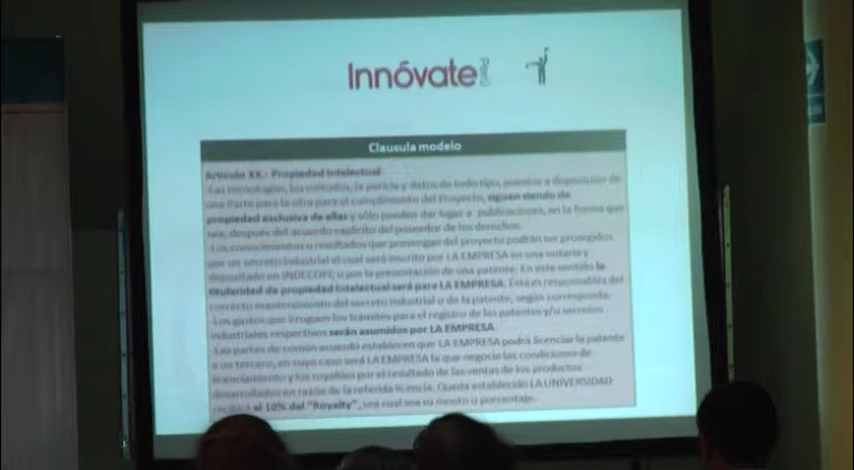 Innóvate
Clausula modelo
Artículo XX.- Propiedad Intelectual
Las tecnologías, los métodos, la pericia y datos de todo tipo, puestos a disposición de
una Parte para la otra para el cumplimiento del Proyecto, siguen siendo de
propiedad exclusiva de ellas y sólo pueden dar lugar a publicaciones, en la forma que
sea, después del acuerdo explícito del poseedor de los derechos.
Los conocimientos o resultados que provengan del proyecto podrán ser protegidos
por un secreto industrial el cual será inscrito por LA EMPRESA en una notaría y
depositado en INDECOPI; o por la presentación de una patente. En este sentido la
titularidad de propiedad intelectual será para LA EMPRESA. Esta es responsables del
correcto mantenimiento del secreto industrial o de la patente, según corresponda.
Los gastos que irroguen los trámites para el registro de las patentes y/o secretos
industriales respectivos serán asumidos por LA EMPRESA.
Las partes de común acuerdo establecen que LA EMPRESA podrá licenciar la patente
a un tercero, en cuyo caso será LA EMPRESA la que negocie las condiciones de
licenciamiento y los royalties por el resultado de las ventas de los productos
desarrollados en razón de la referida licencia. Queda establecido LA UNIVERSIDAD
recibirá el 10% del "Royalty", sea cual sea su monto o porcentaje.